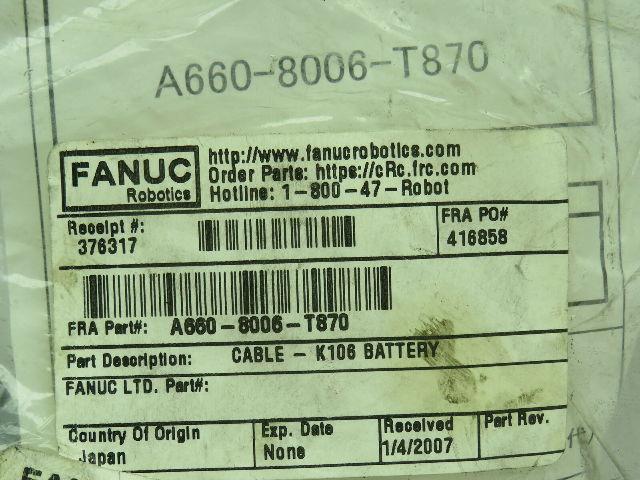 A660-8006-T870
FANUC
Robotics
http://www.fanucrobotics.com
Order Parts: https://cRc.frc.com
Hotline: 1-800-47-Robot
Receipt #:
376317
FRA PO#
416858
FRA Part#: A660-8006-T870
Part Description: CABLE - K106 BATTERY
FANUC LTD. Part#:
Country Of Origin
Japan
Exp. Date
None
Received
1/4/2007
Part Rev.